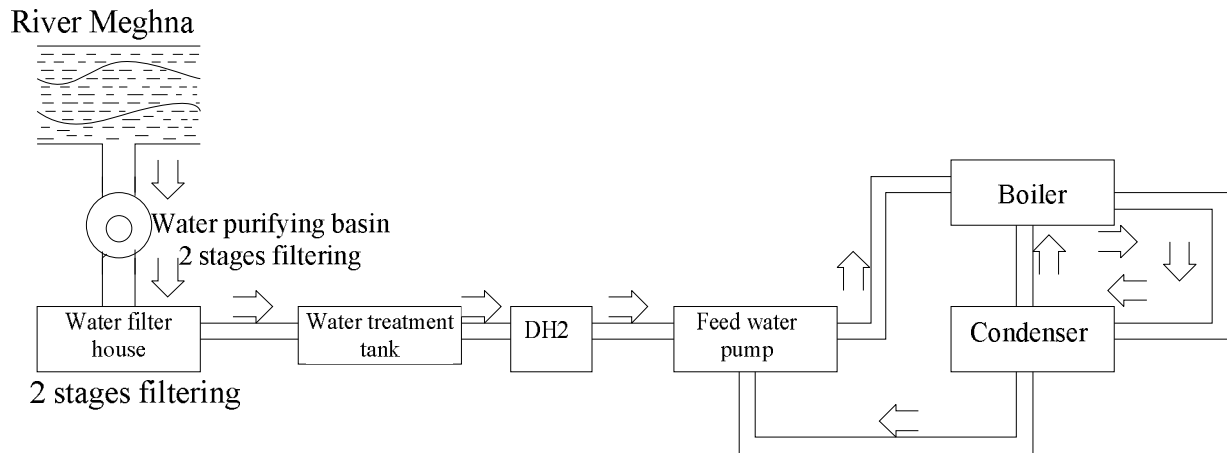 River Meghna
Water purifying basin
2 stages filtering
Water filter
house
2 stages filtering
Water treatment
tank
DH2
Feed water
pump
Boiler
Condenser